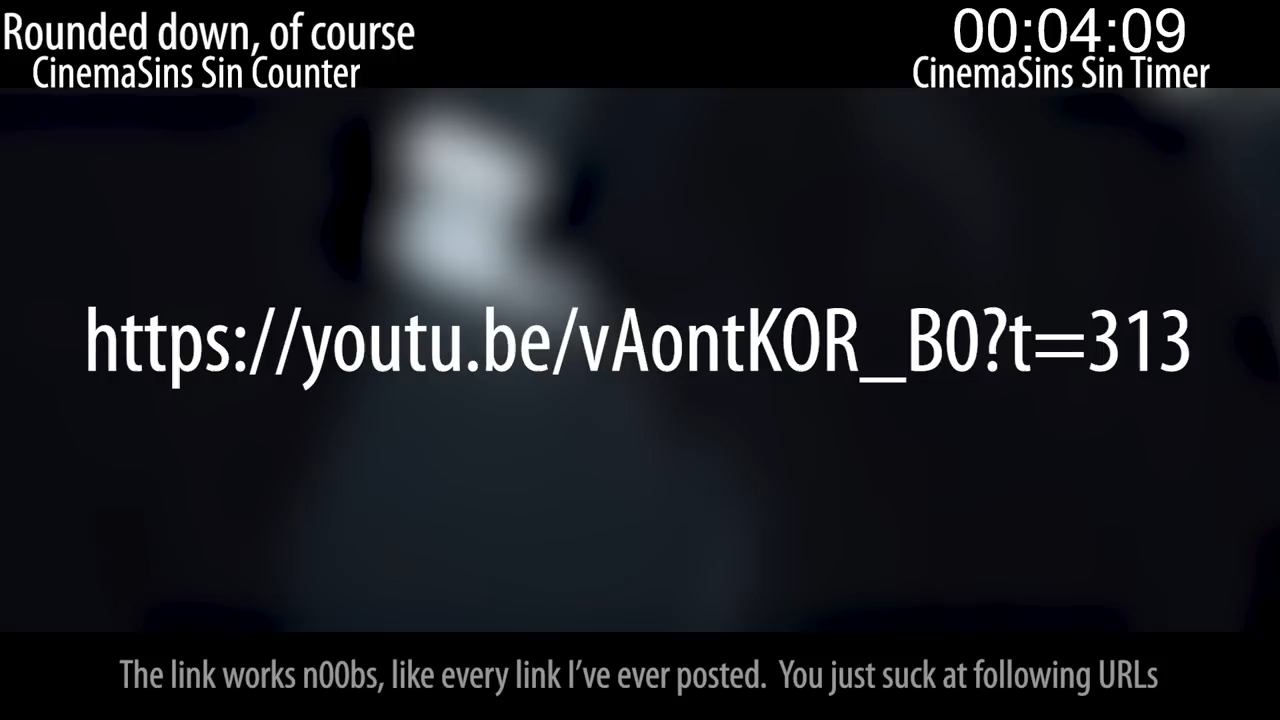 Rounded down, of course
CinemaSins Sin Counter
00:04:09
CinemaSins Sin Timer
https://youtu.be/vAontKOR_B0?t=313
The link works n00bs, like every link I've ever posted.  You just suck at following URLs